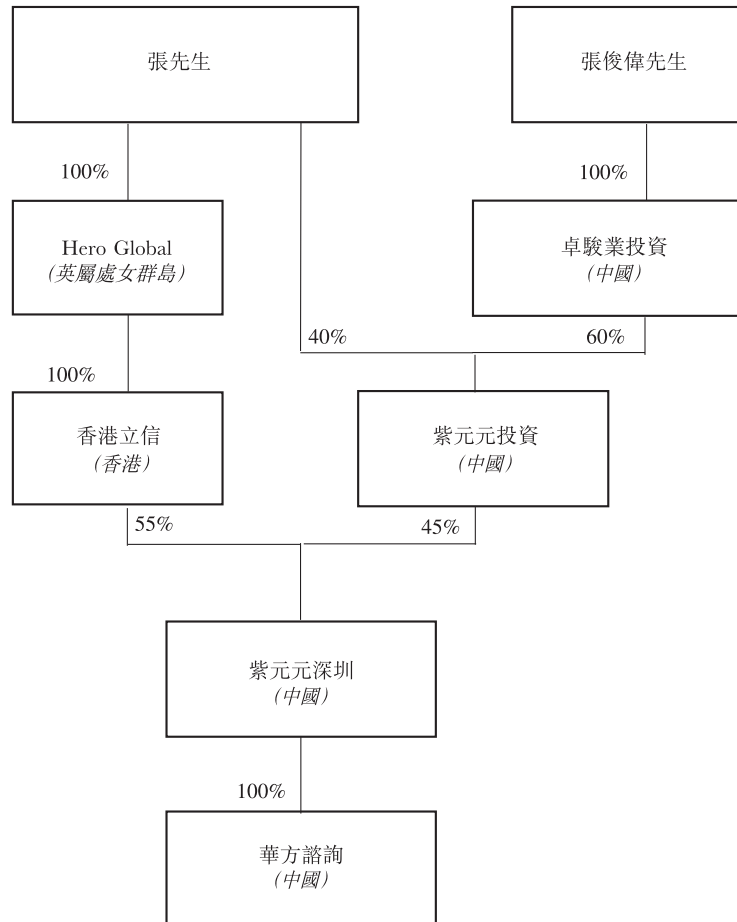 張先生
張俊偉先生
100%
100%
Hero Global
(英屬處女群島)
卓駿業投資
(中國)
40%
60%
100%
香港立信
(香港)
紫元元投資
(中國)
55%
45%
紫元元深圳
(中國)
100%
華方諮詢
(中國)